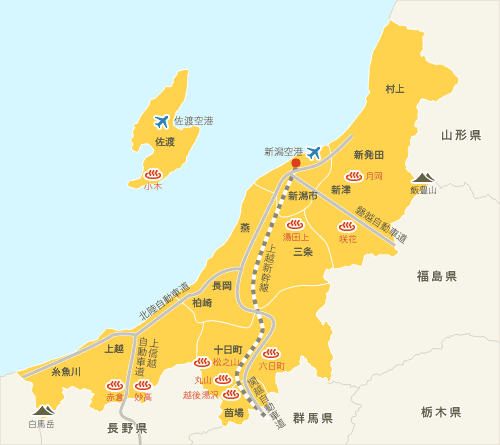 村上
佐渡空港
佐渡
山形県
新潟空港
新発田
小木
月岡
飯豊山
新津
新潟市
磐越自動車道
燕
湯田上
咲花
三条
上越新幹線
福島県
長岡
北陸自動車道
柏崎
上越
上信越
自動車道
十日町
松之山
六日町
糸魚川
丸山
赤倉
妙高
越後湯沢
関越自動車道
苗場
白馬岳
長野県
群馬県
栃木県